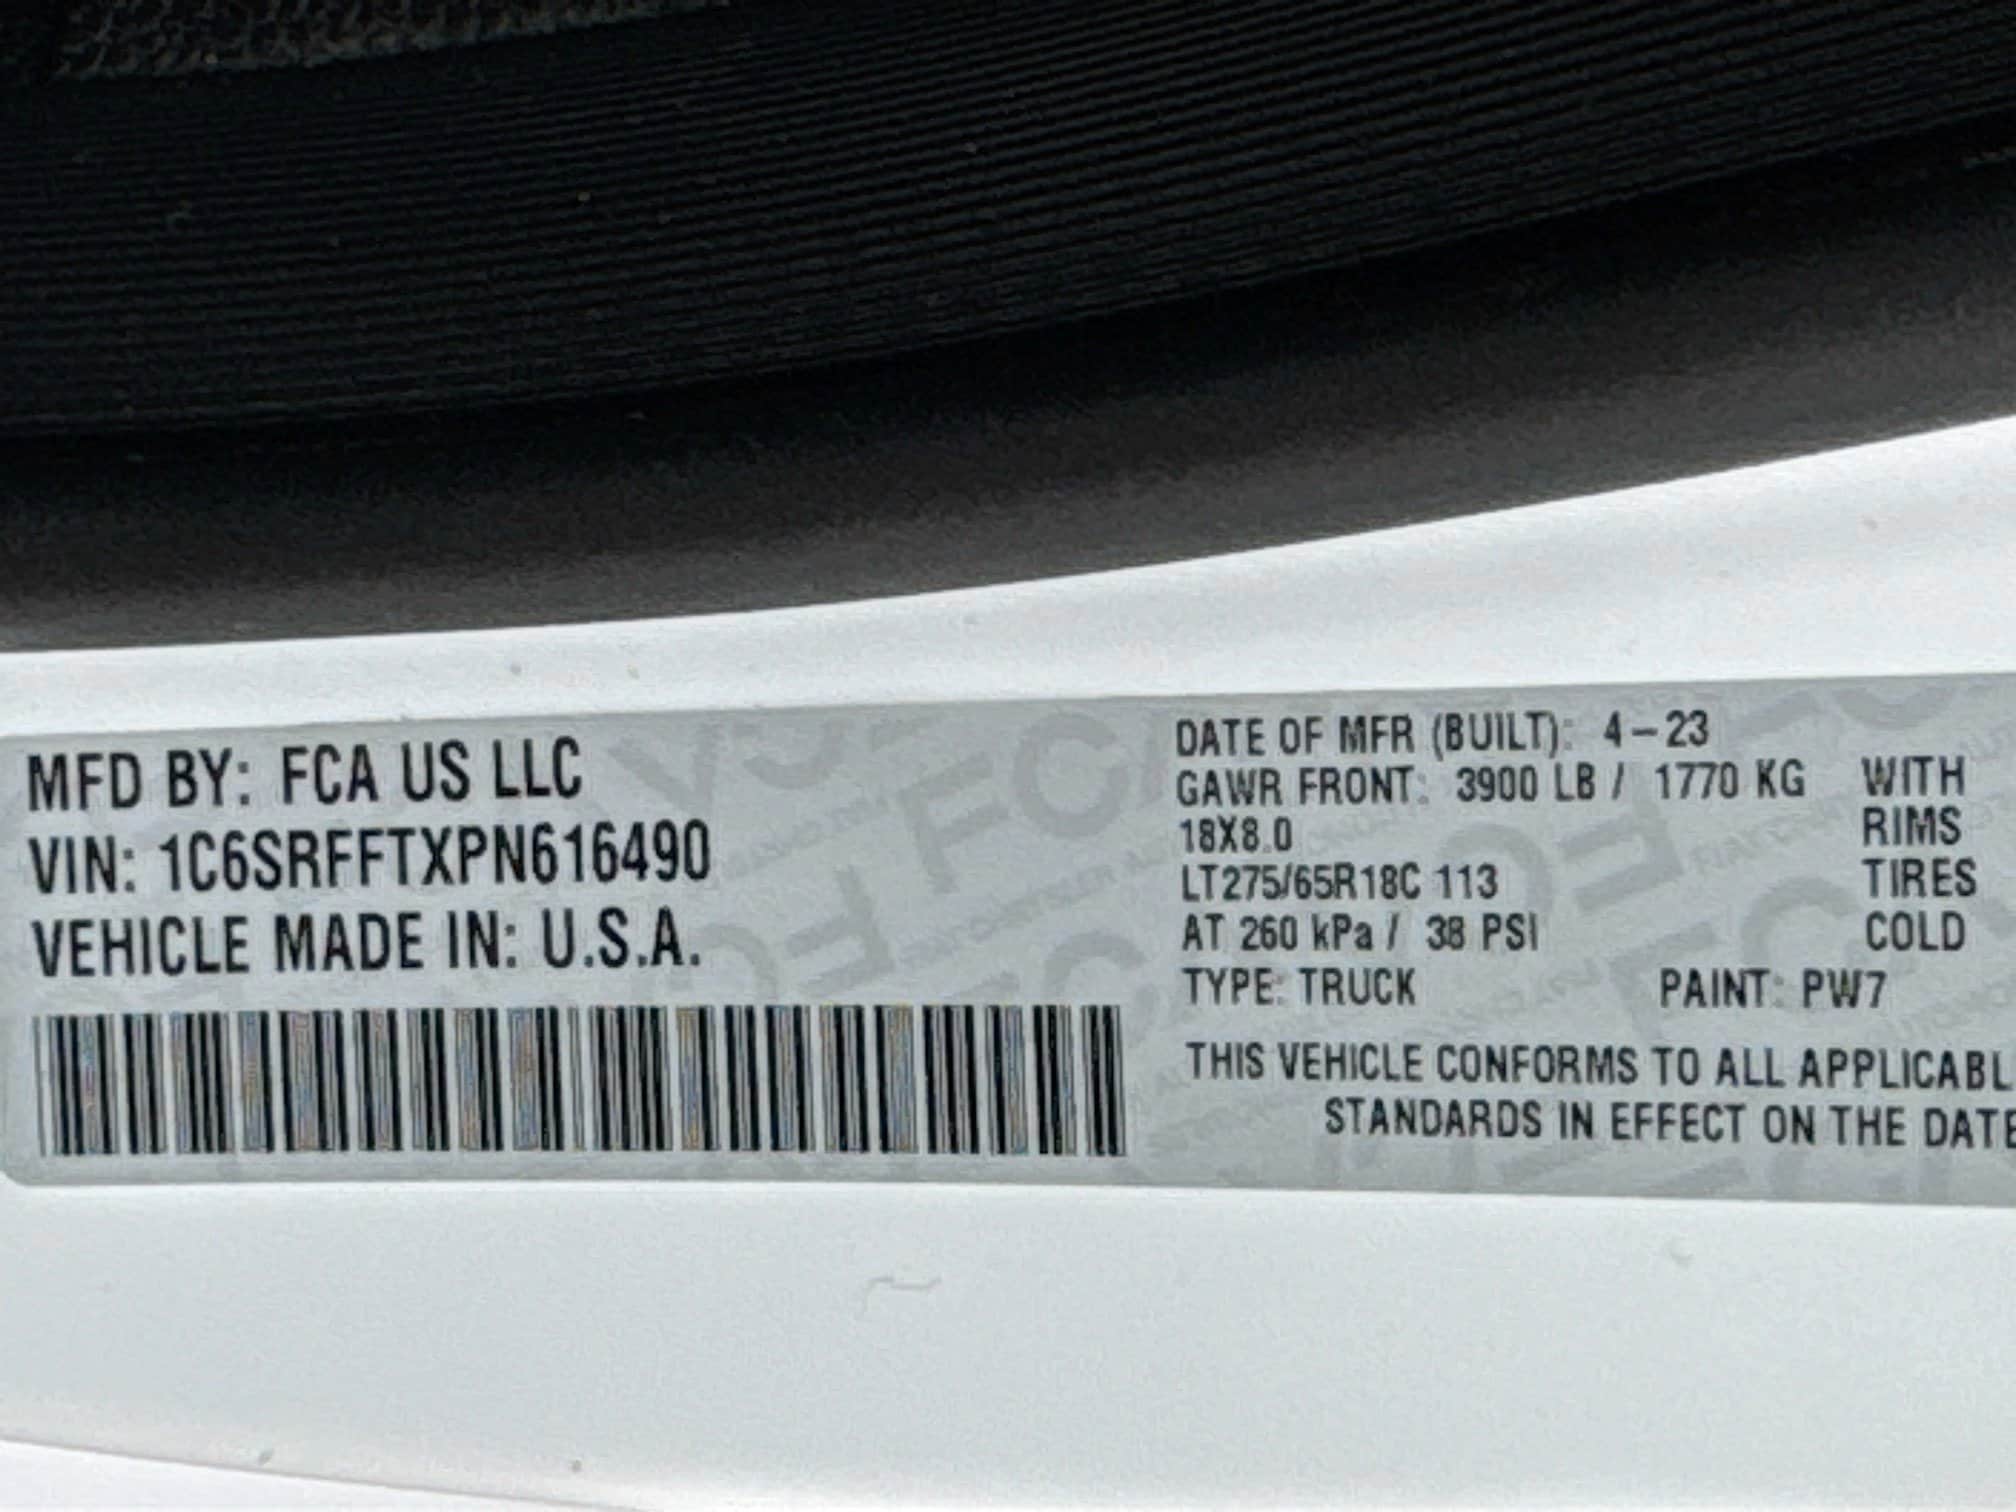 MFD BY: FCA US LLC
VIN: 1C6SRFFTXPN616490
VEHICLE MADE IN: U.S.A.
DATE OF MFR (BUILT): 4-23
GAWR FRONT: 3900 LB / 1770 KG WITH
18X8.0 RIMS
LT275/65R18C 113 TIRES
AT 260 kPa / 38 PSI COLD
TYPE: TRUCK PAINT: PW7
THIS VEHICLE CONFORMS TO ALL APPLICABL
STANDARDS IN EFFECT ON THE DATE